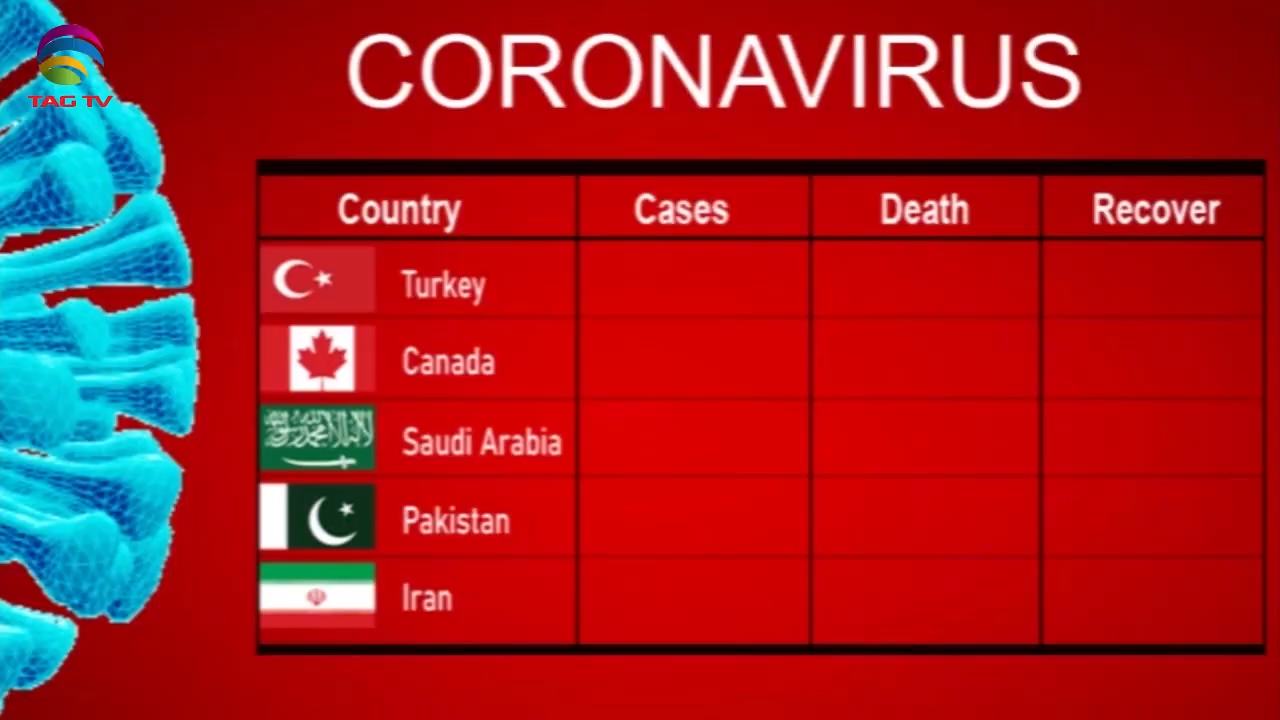 TAG TV
CORONAVIRUS
Country Cases Death Recover
Turkey
Canada
Saudi Arabia
Pakistan
Iran